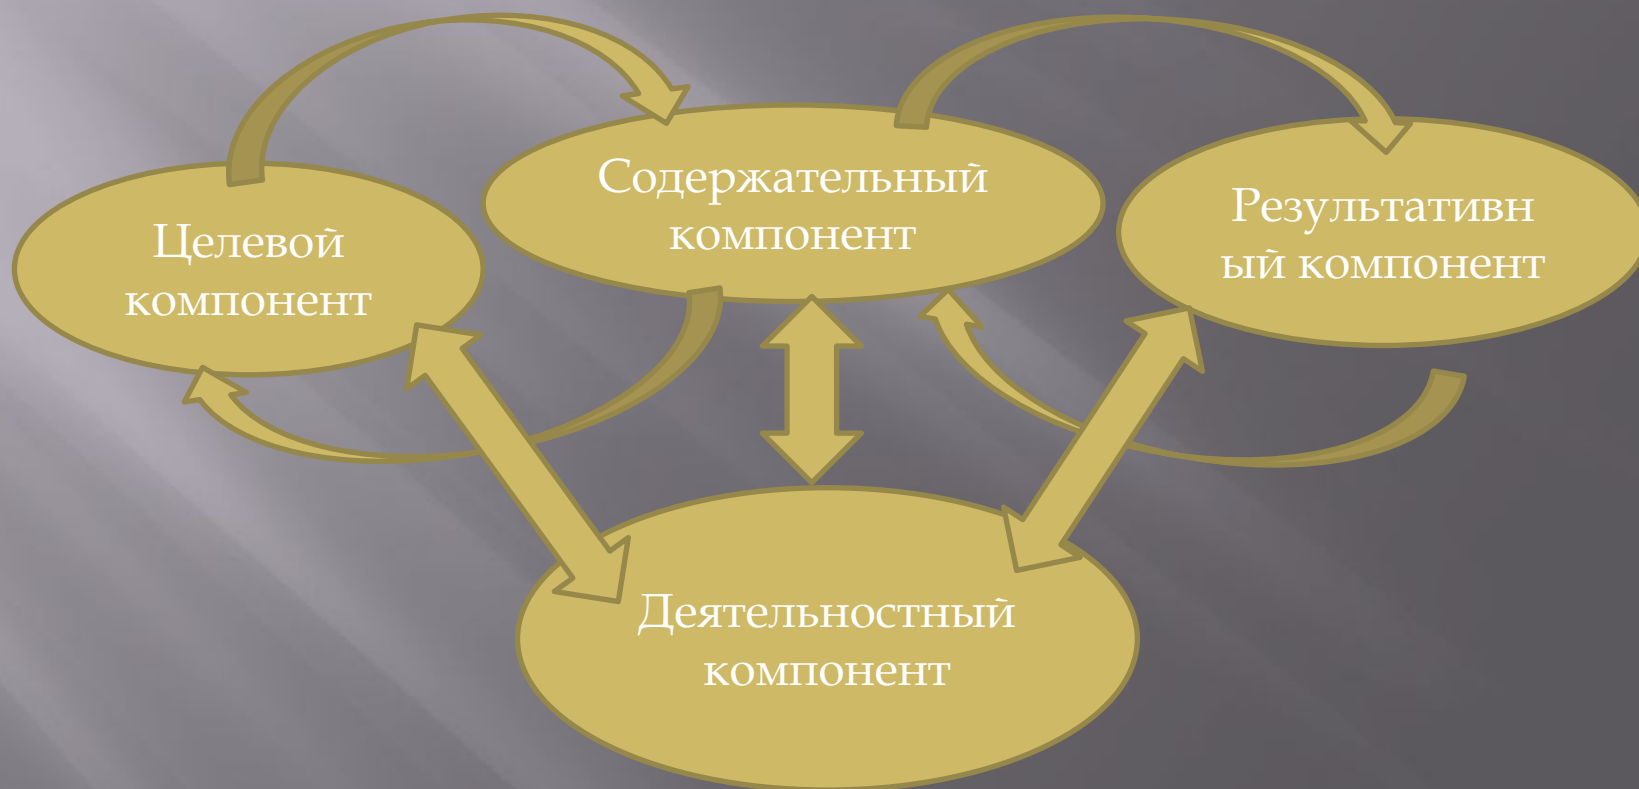 Целевой
компонент
Содержательный
компонент
Результативн
ый компонент
Деятельностный
компонент